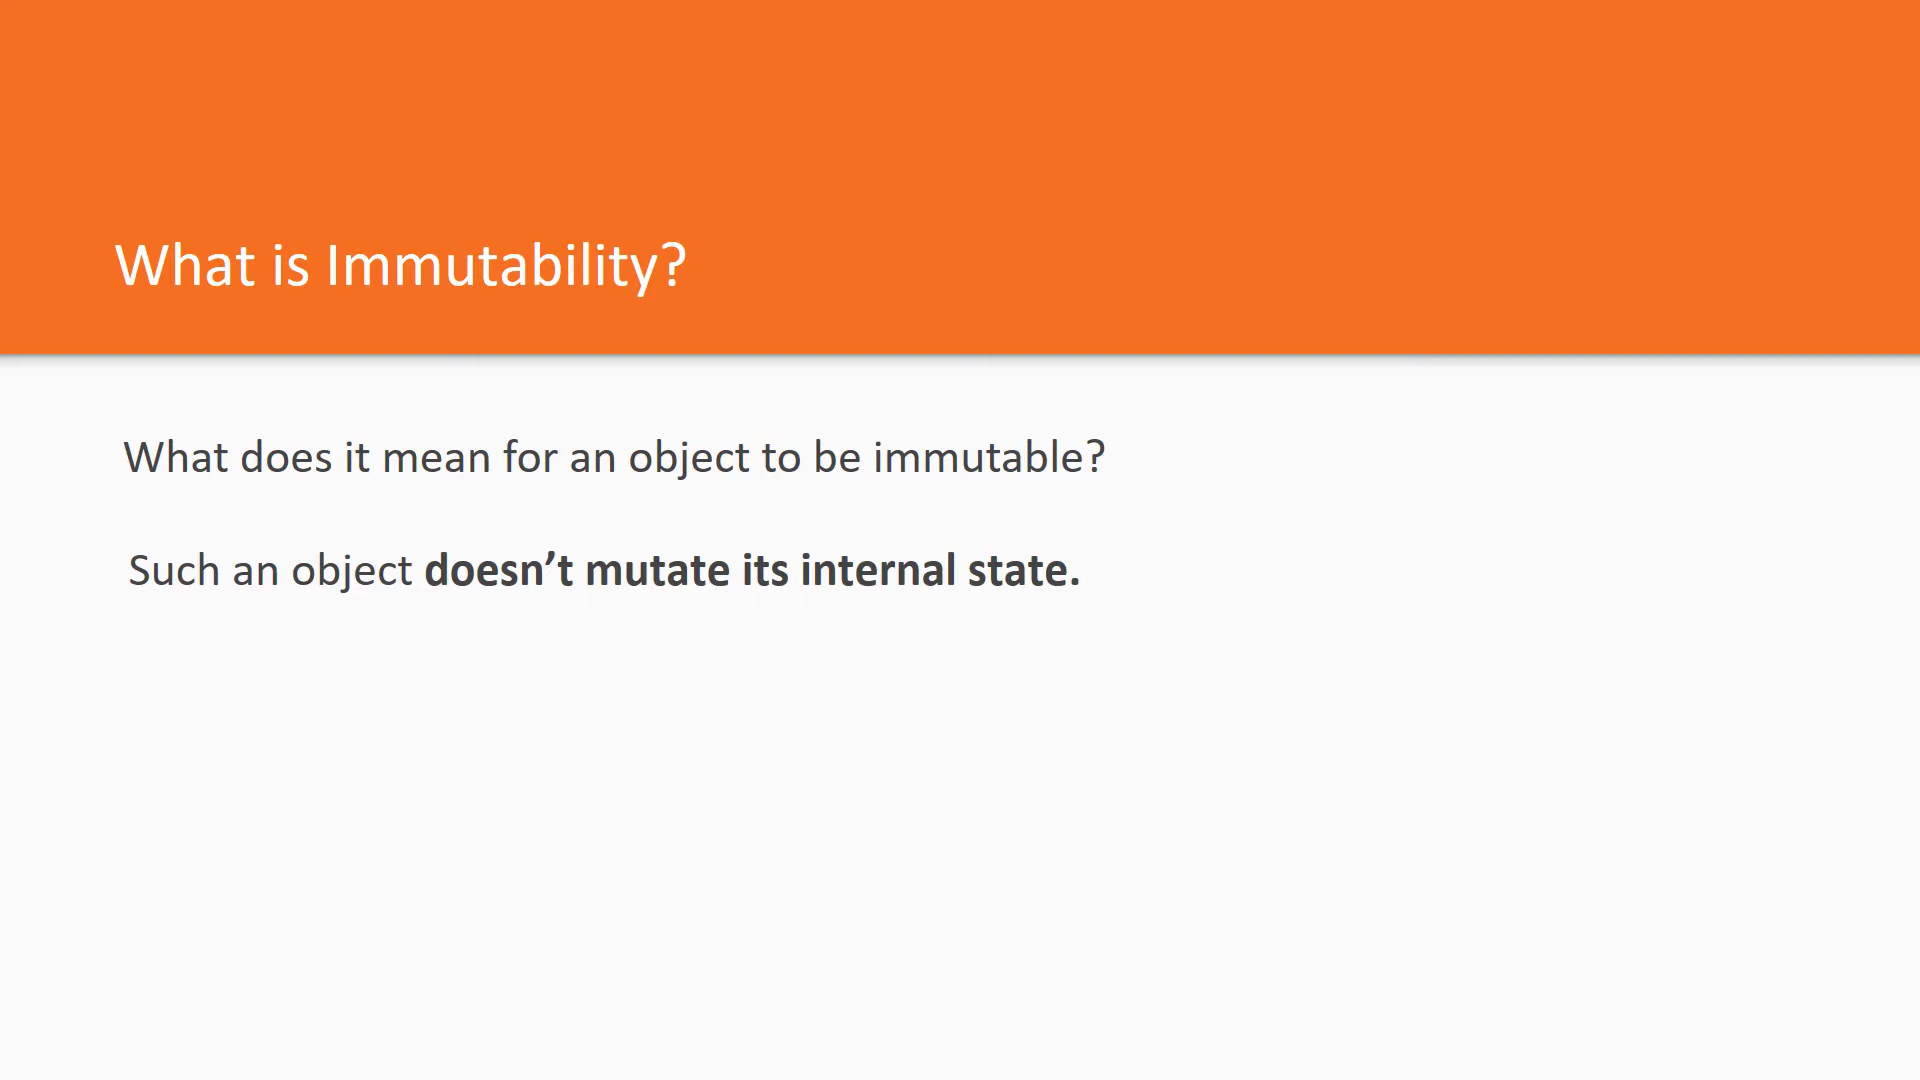 What is Immutability?
What does it mean for an object to be immutable?
Such an object doesn’t mutate its internal state.